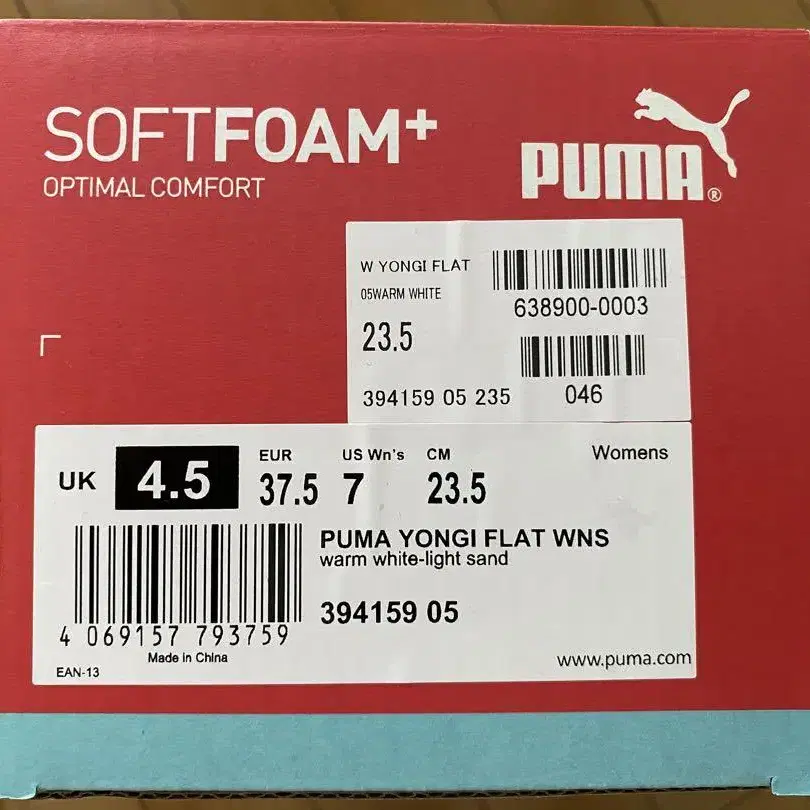 SOFTFOAM+
OPTIMAL COMFORT
PUMA®
W YONGI FLAT
05WARM WHITE
638900-0003
23.5
394159 05 235
046
UK 4.5
EUR 37.5
US Wn's 7
CM 23.5
Womens
PUMA YONGI FLAT WNS
warm white-light sand
394159 05
4 069157 793759
Made in China
EAN-13
www.puma.com